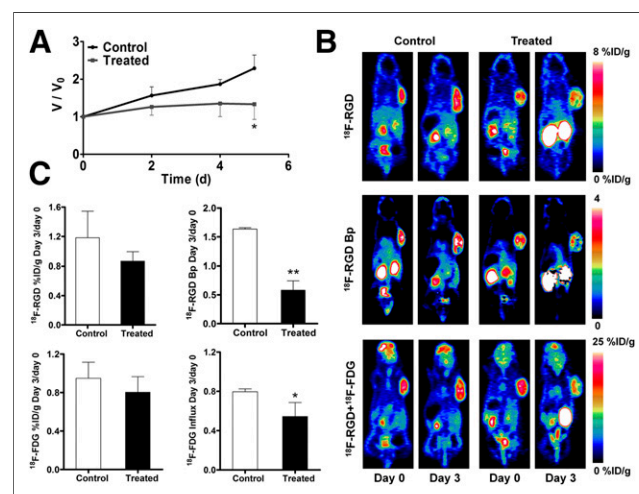 A
Control
Treated
V / V0
3
2
1
0
0 2 4 6
Time (d)
*
B
Control Treated
18F-RGD
8 %ID/g
0 %ID/g
18F-RGD Bp
4
0
18F-RGD+18F-FDG
25 %ID/g
0 %ID/g
Day 0 Day 3 Day 0 Day 3
C
18F-RGD %ID/g Day 3/day 0
1.6
1.2
0.8
0.4
0.0
Control Treated
18F-RGD Bp Day 3/day 0
2.0
1.5
1.0
0.5
0.0
**
Control Treated
18F-FDG %ID/g Day 3/day 0
1.2
0.8
0.4
0.0
Control Treated
18F-FDG Influx Day 3/day 0
1.2
0.8
0.4
0.0
*
Control Treated